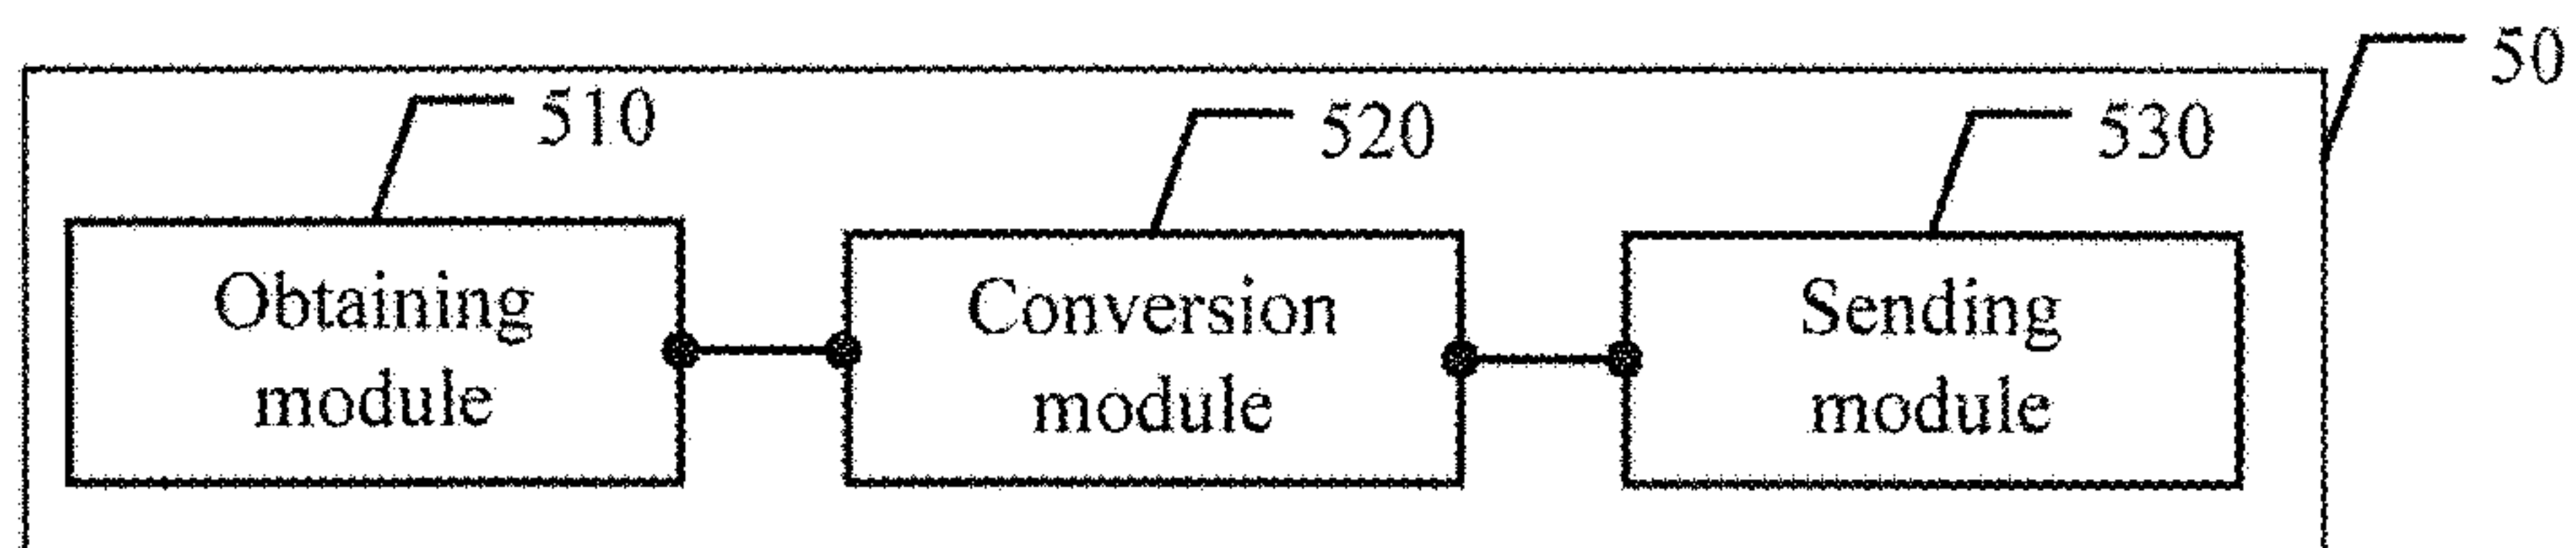 50
510
520
530
Obtaining
module
Conversion
module
Sending
module